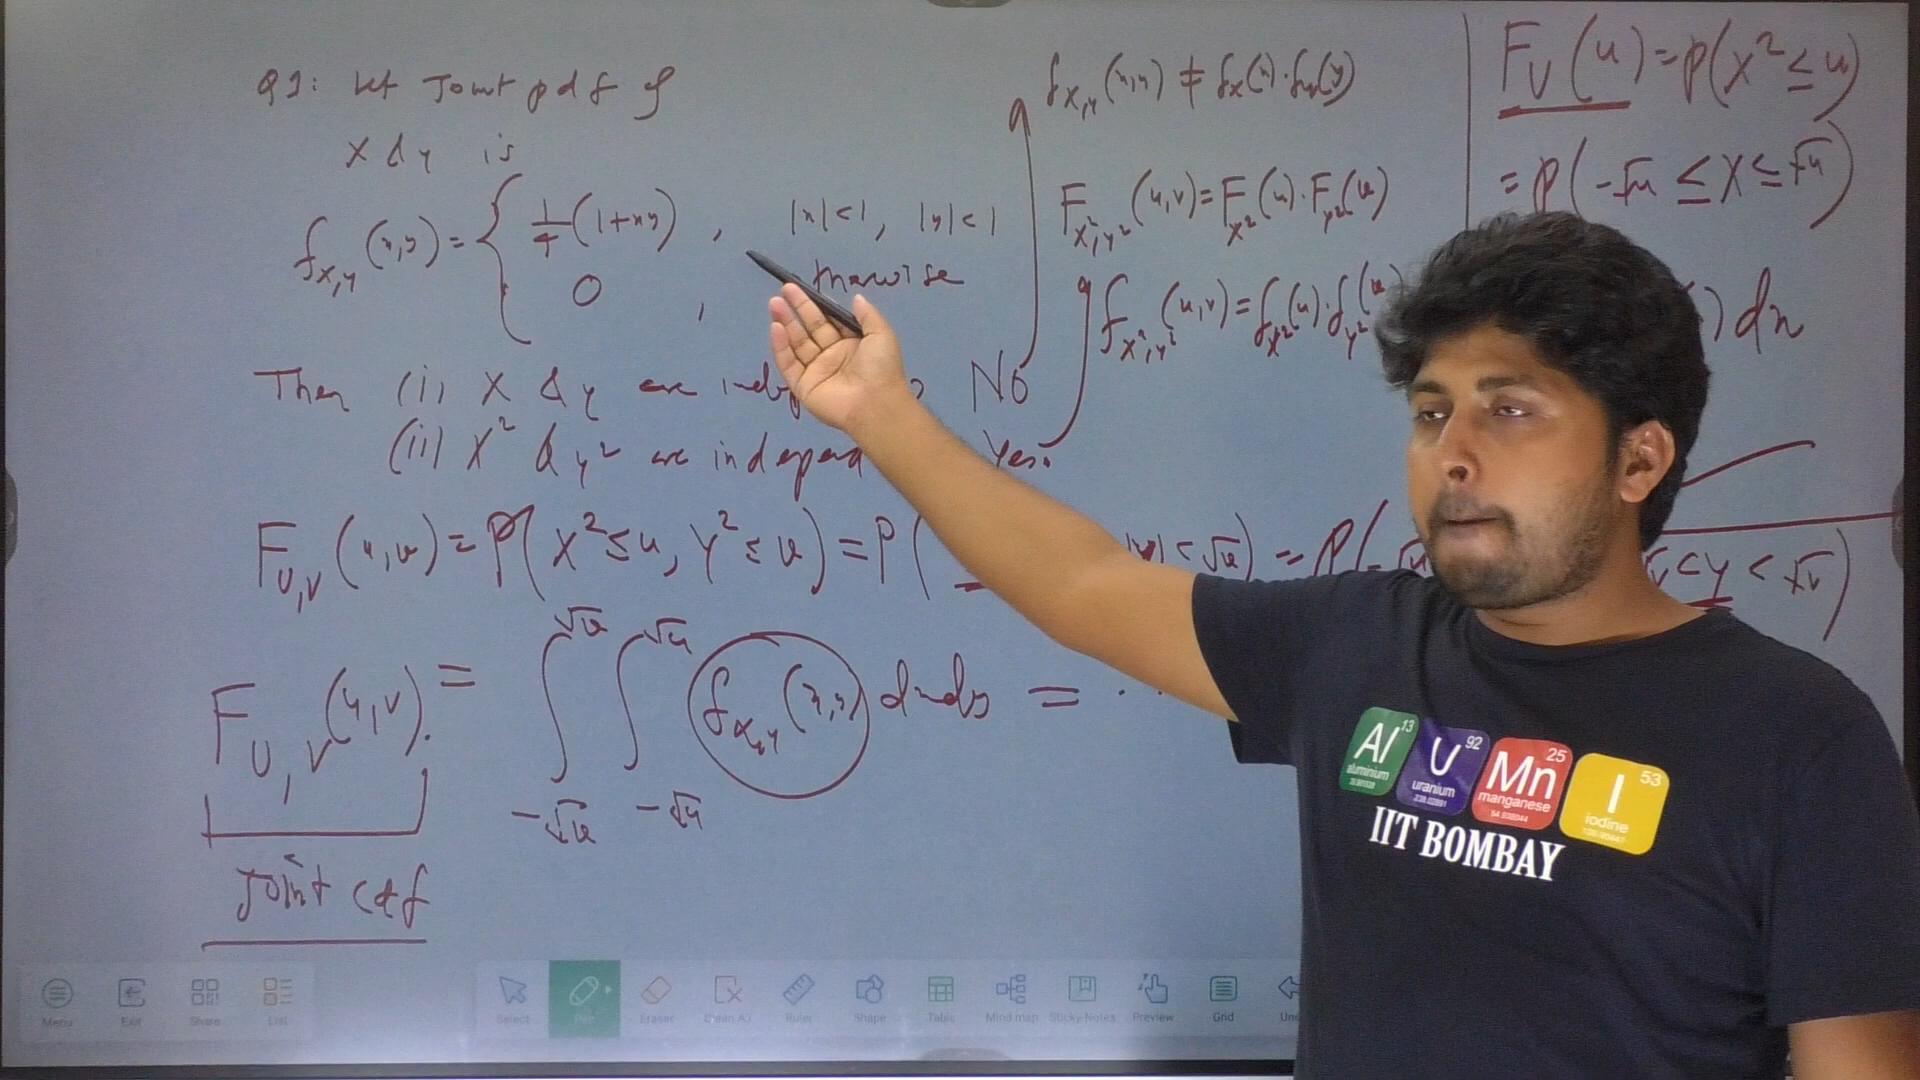 Q1: Let Joint pdf of
X & Y is
f_{X,Y}(x,y) = { 1/4 (1+xy) , |x|<1, |y|<1
0 , otherwise
Then (i) X & Y are indep No
(ii) X² & Y² are independ Yes.
F_{U,V}(u,v) = P(X² ≤ u, Y² ≤ v) = P(
< √v) = P(-√u
√v < Y < √v)
F_{U,V}(u,v) = ∫_{-√v}^{√v} ∫_{-√u}^{√u} f_{X,Y}(x,y) dx dy = ..
Joint cdf
f_{X,Y}(x,y) ≠ f_X(x) · f_Y(y)
F_{X²,Y²}(u,v) = F_{X²}(u) · F_{Y²}(v)
f_{X²,Y²}(u,v) = f_{X²}(u) · f_{Y²}(v
F_U(u) = P(X² ≤ u)
= P(-√u ≤ X ≤ √u)
) dx
13 Al aluminium
92 U uranium
25 Mn manganese
53 I iodine
IIT BOMBAY
Menu Exit Share List Select Pen Eraser Clean All Ruler Shape Table Mind map Sticky Notes Preview Grid Un